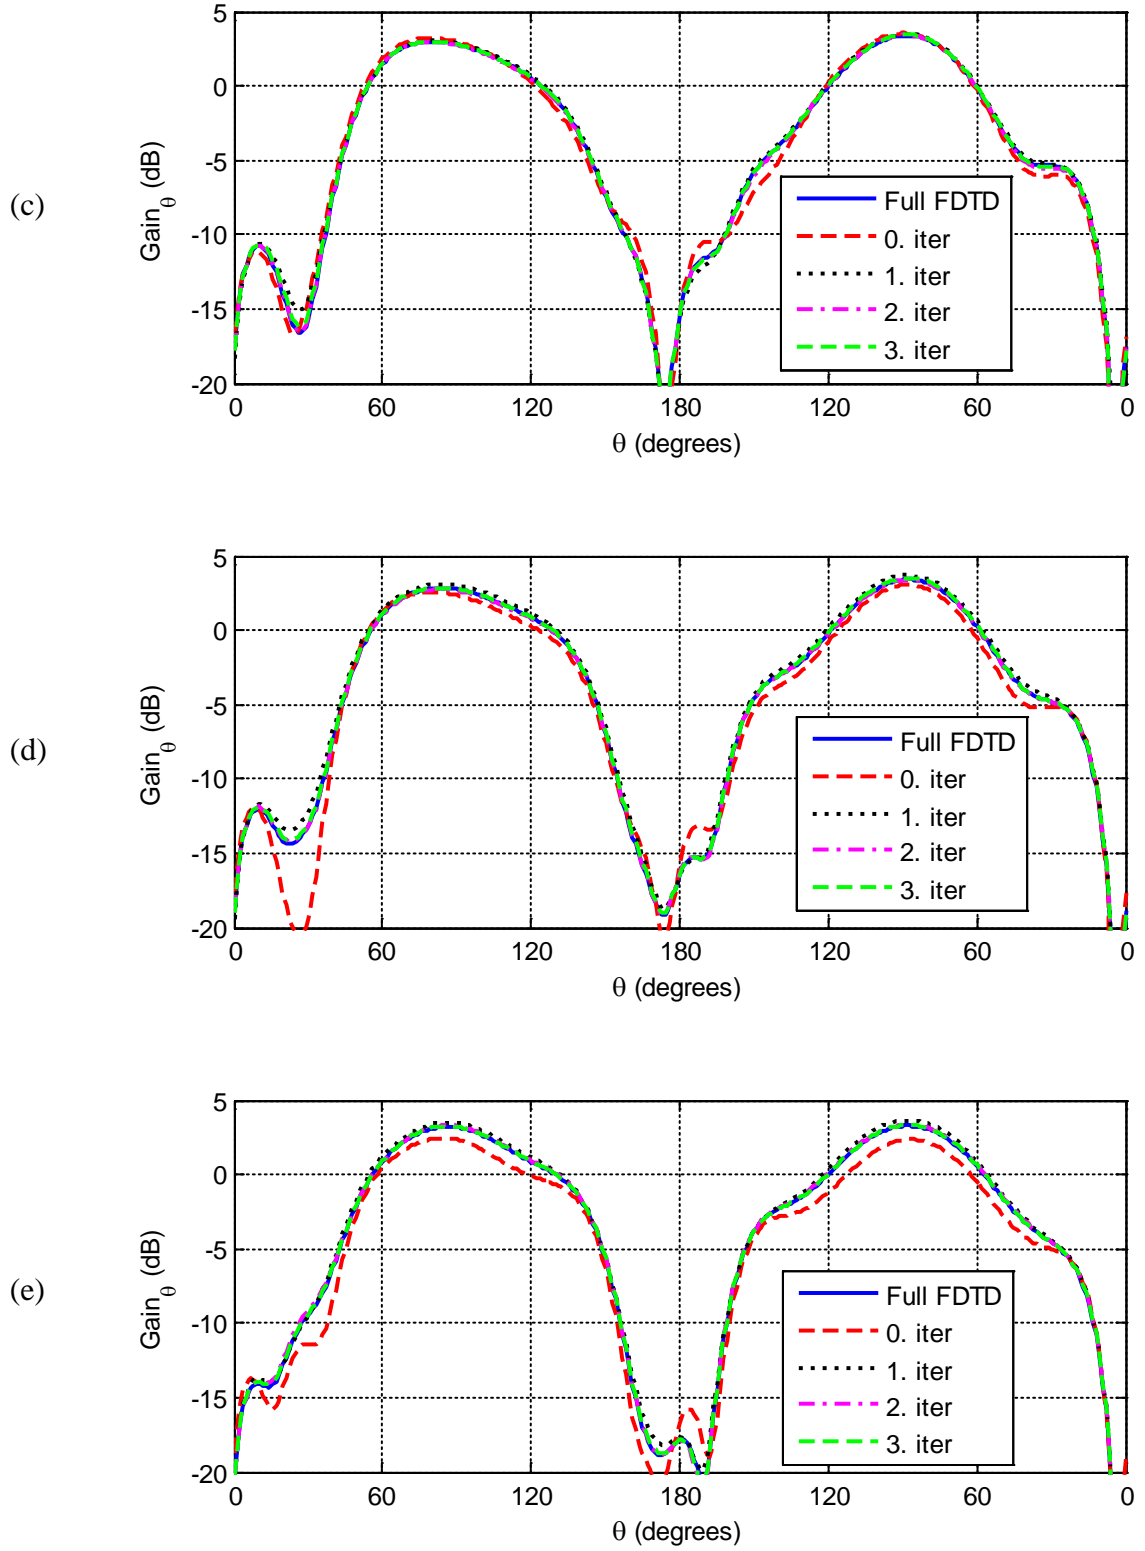 (c)
Gain_θ (dB)
5
0
-5
-10
-15
-20
Full FDTD
0. iter
1. iter
2. iter
3. iter
0 60 120 180 120 60 0
θ (degrees)
(d)
Gain_θ (dB)
5
0
-5
-10
-15
-20
Full FDTD
0. iter
1. iter
2. iter
3. iter
0 60 120 180 120 60 0
θ (degrees)
(e)
Gain_θ (dB)
5
0
-5
-10
-15
-20
Full FDTD
0. iter
1. iter
2. iter
3. iter
0 60 120 180 120 60 0
θ (degrees)